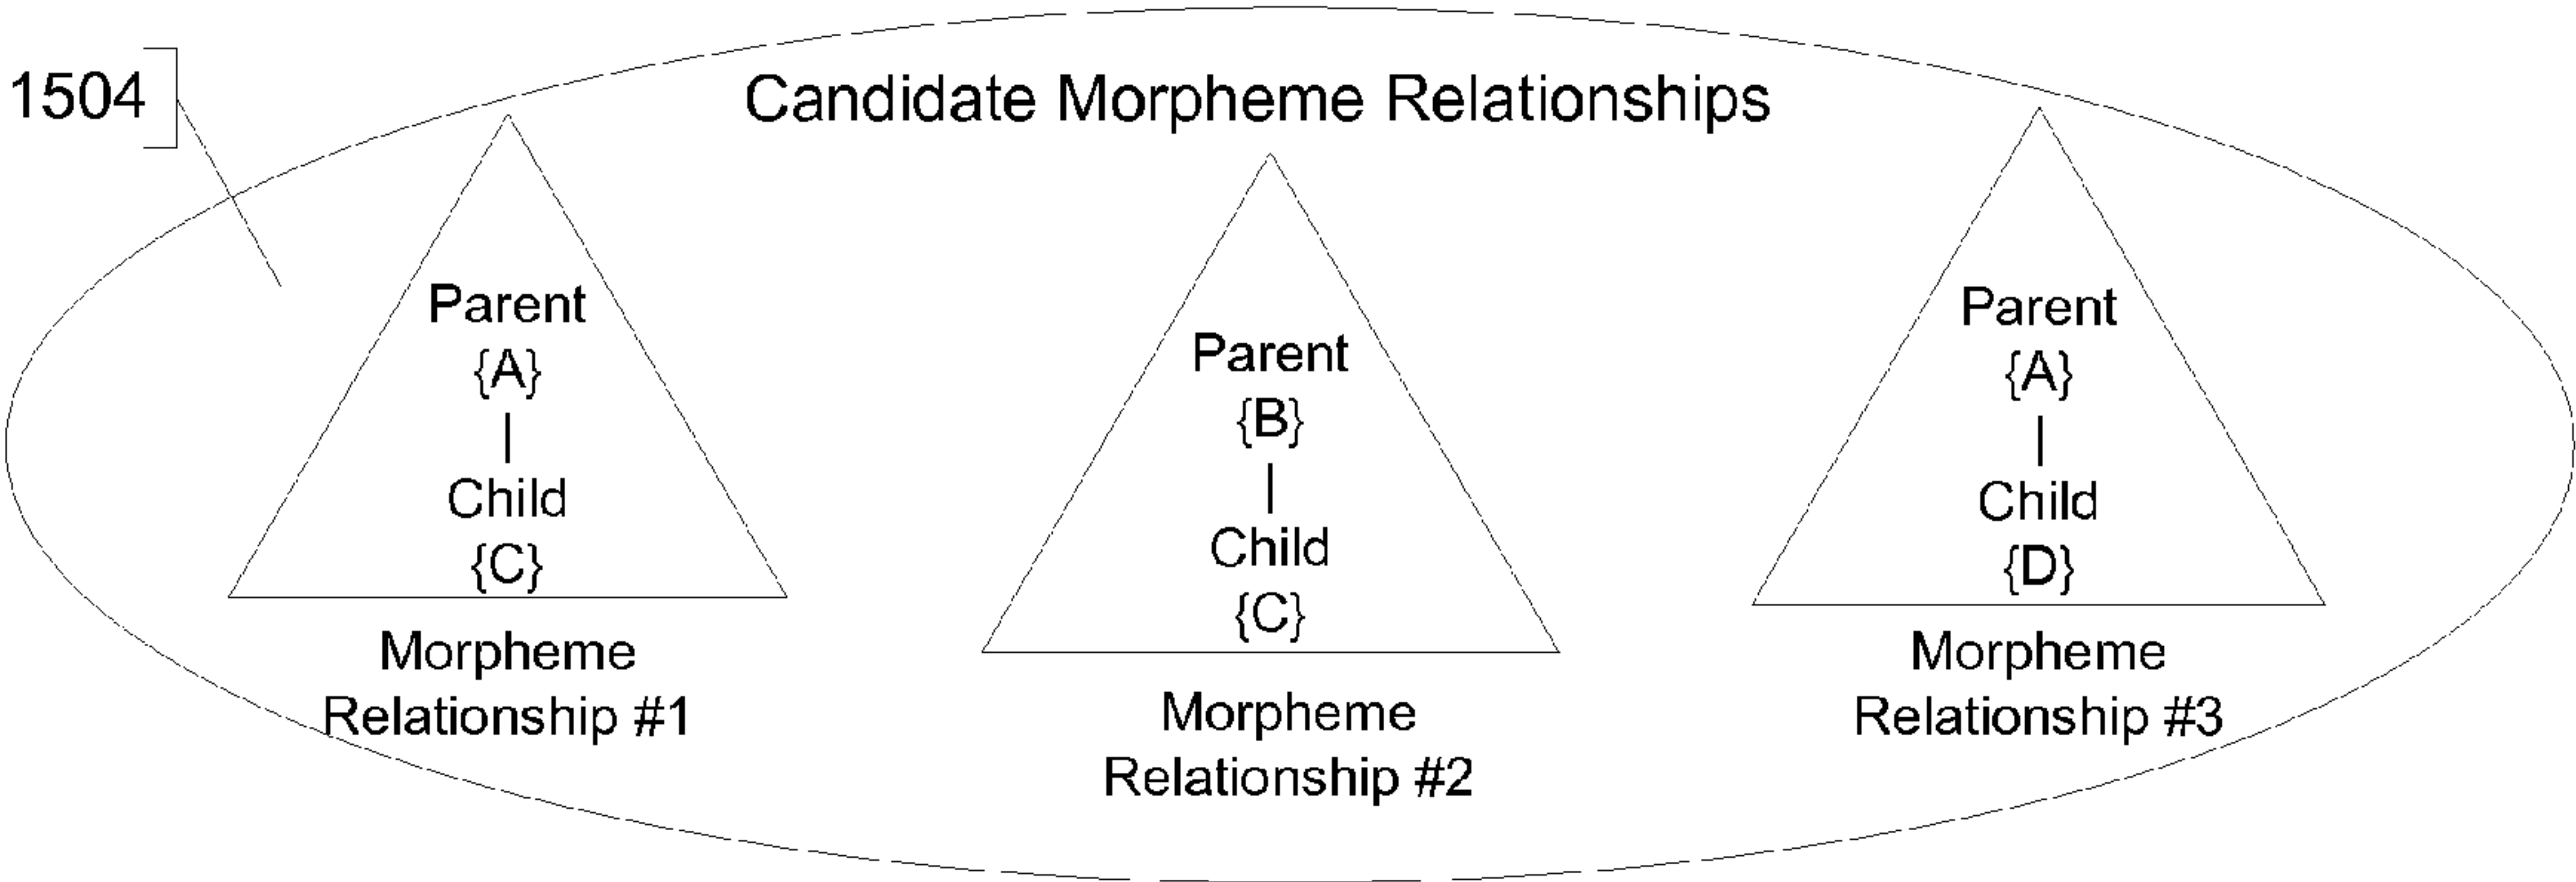 1504
Candidate Morpheme Relationships
Parent
{A}
Child
{C}
Morpheme
Relationship #1
Parent
{B}
Child
{C}
Morpheme
Relationship #2
Parent
{A}
Child
{D}
Morpheme
Relationship #3